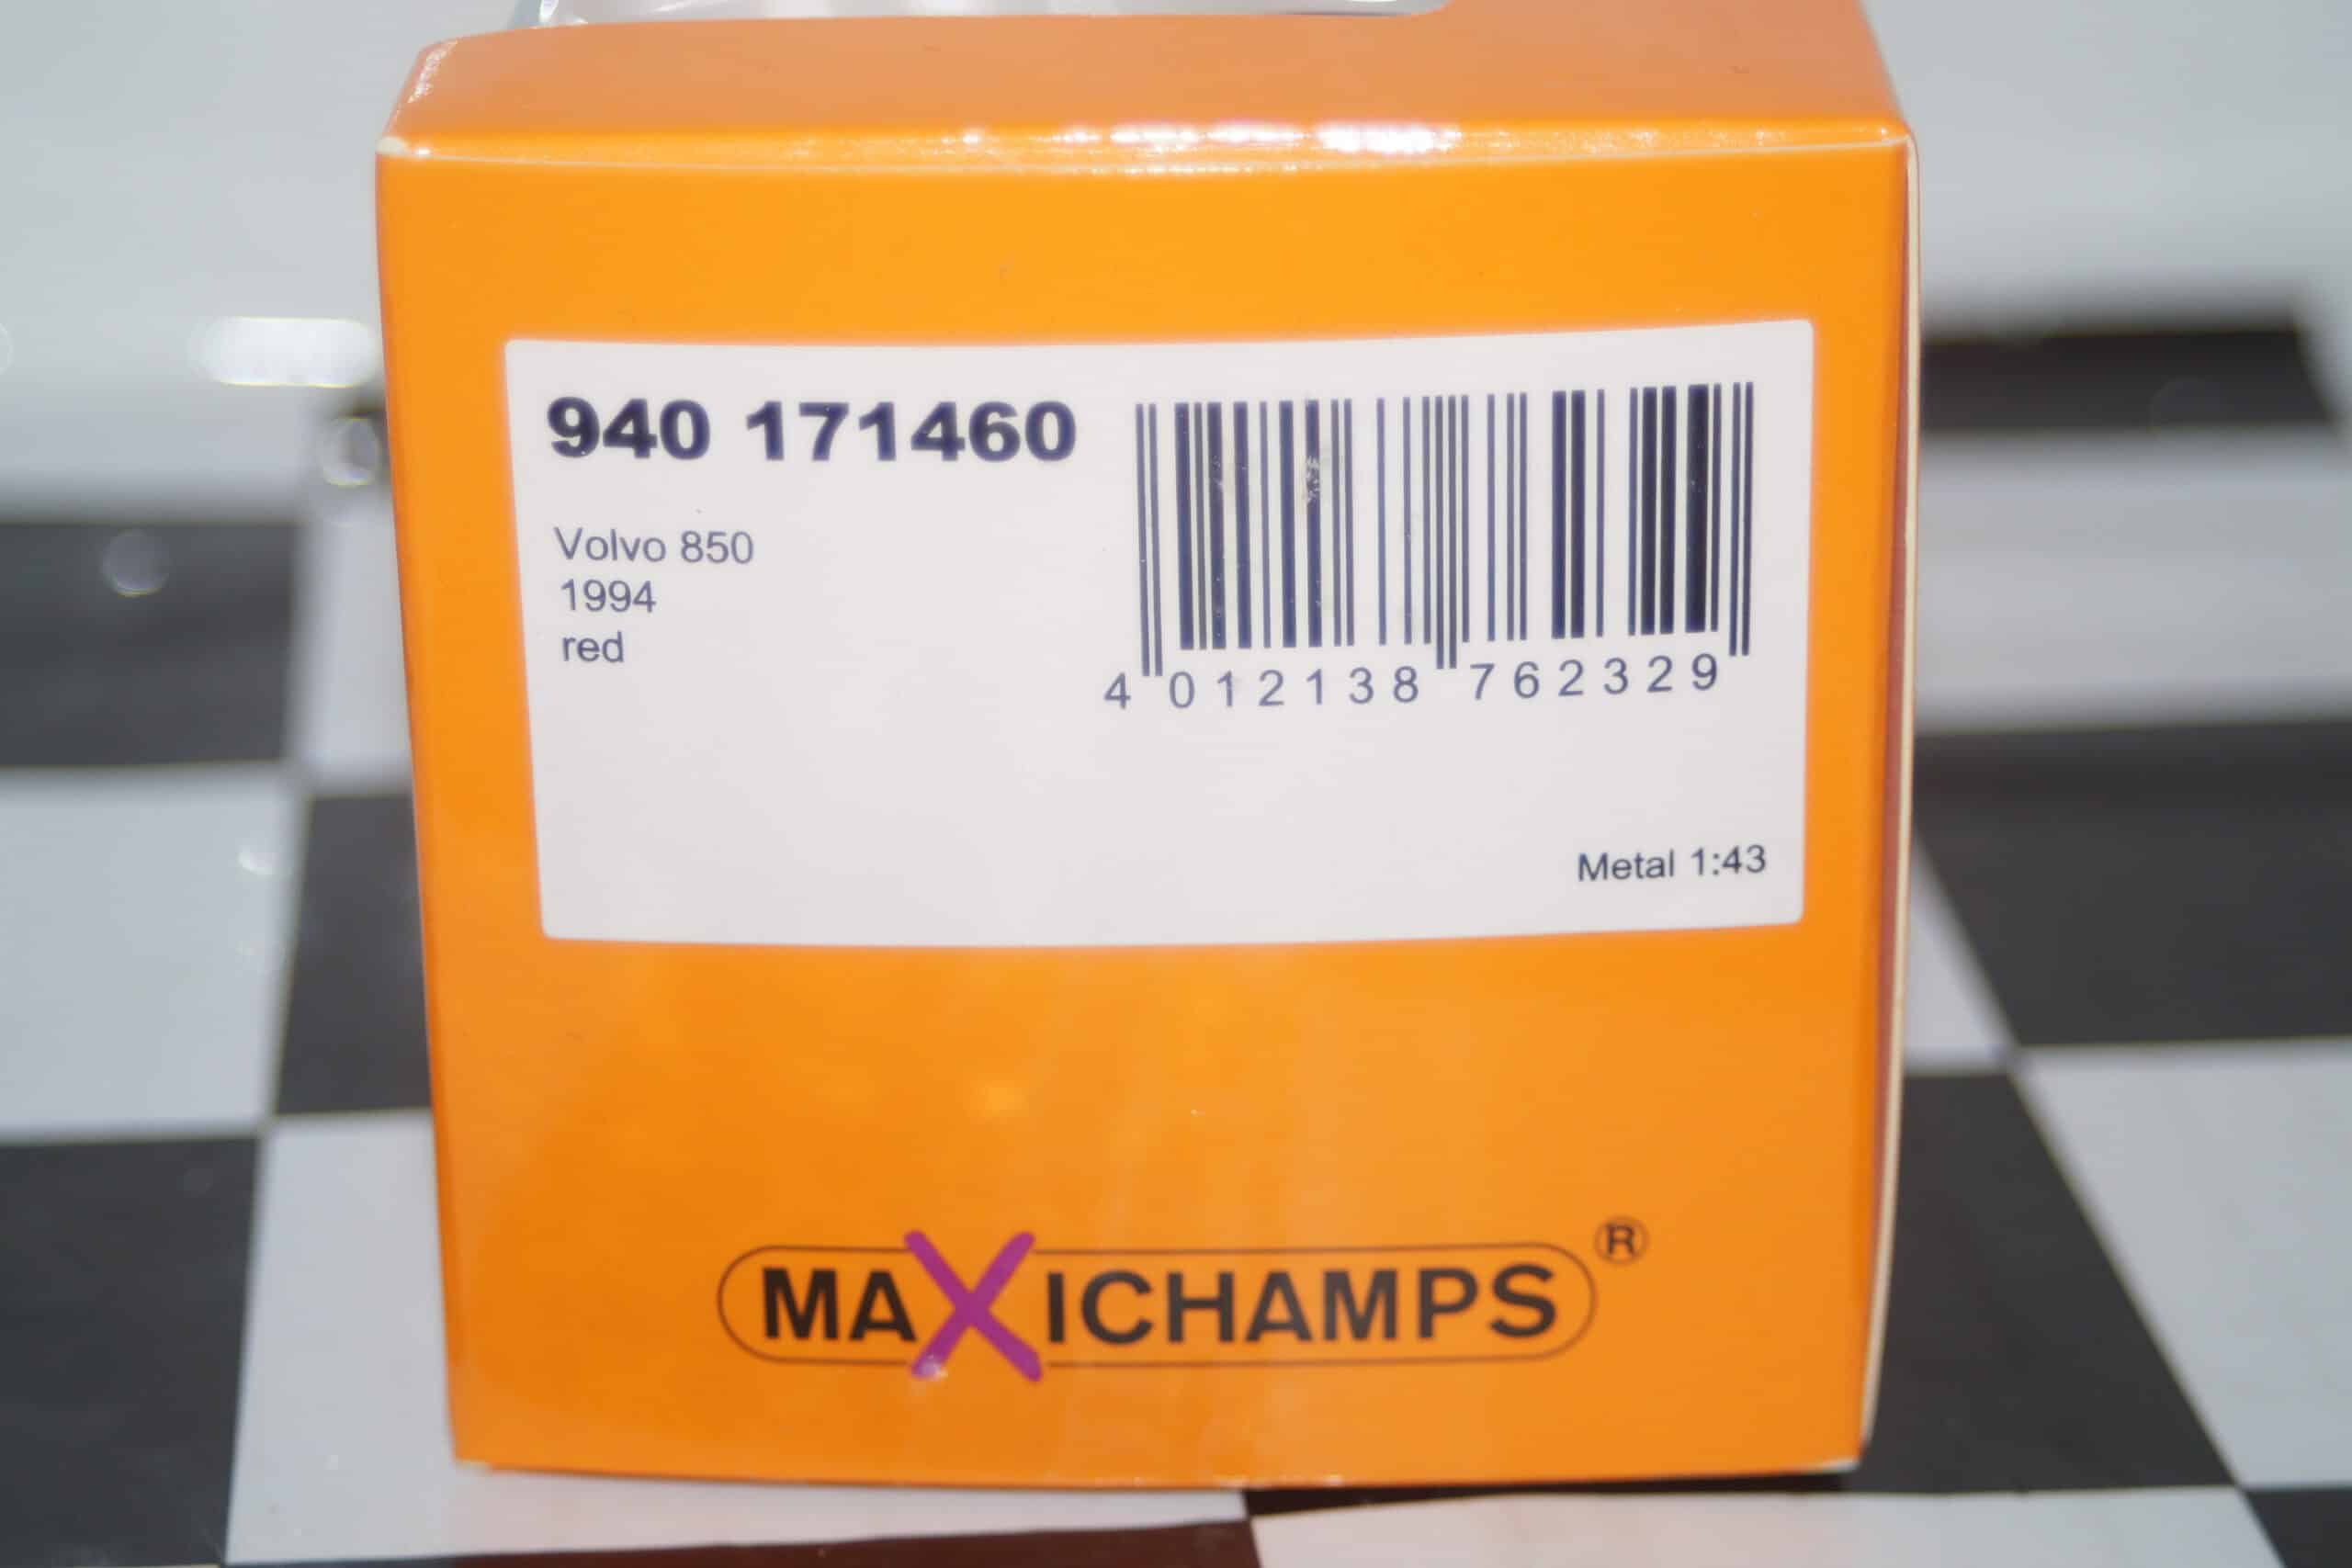 940 171460
Volvo 850
1994
red
4 012138 762329
Metal 1:43
MAXICHAMPS ®